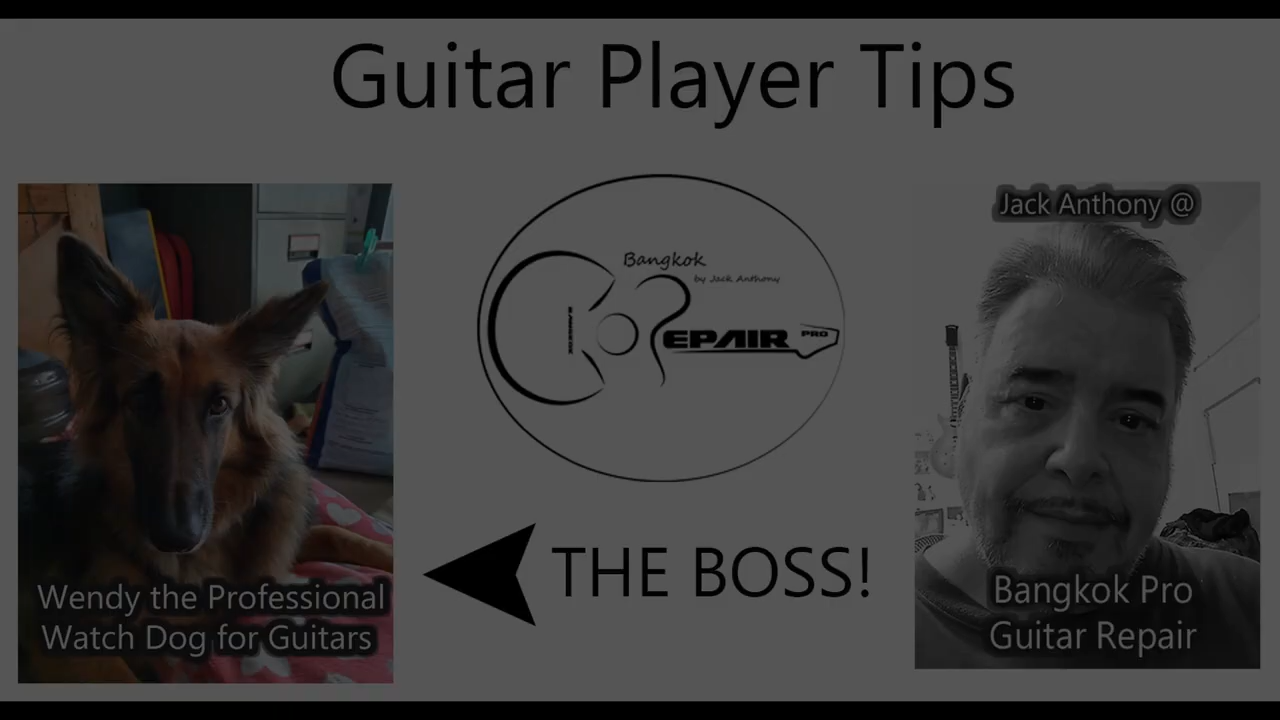 Guitar Player Tips
Jack Anthony @
Bangkok
by Jack Anthony
EPAIR PRO
THE BOSS!
Wendy the Professional
Watch Dog for Guitars
Bangkok Pro
Guitar Repair